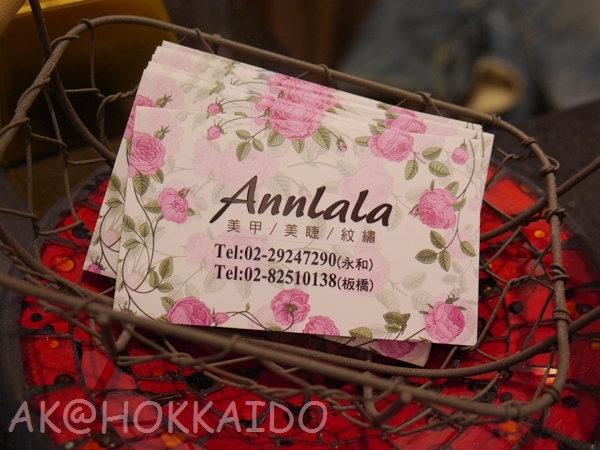 Annlala
美甲/美睫/紋繡
Tel:02-29247290(永和)
Tel:02-82510138(板橋)
AK@HOKKAIDO